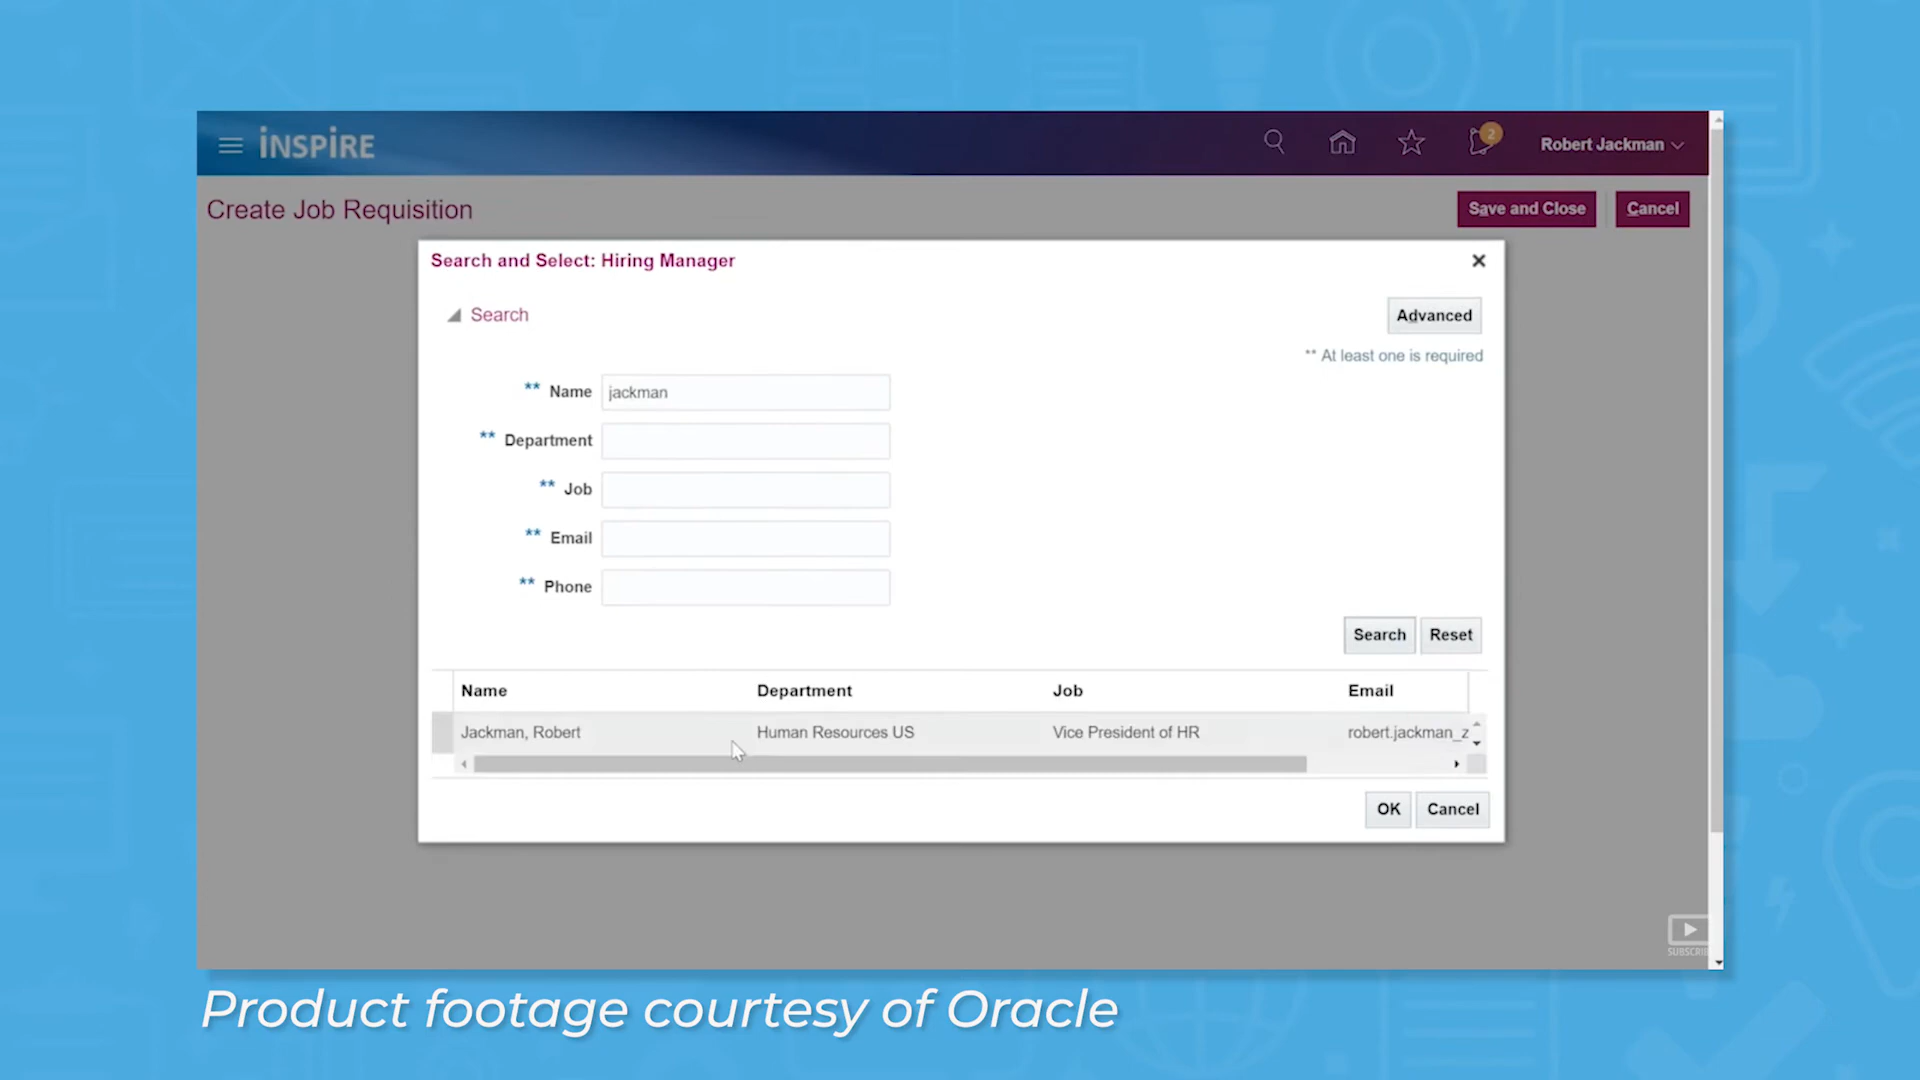 iNSPiRE
2
Robert Jackman
Create Job Requisition
Save and Close
Cancel
Search and Select: Hiring Manager
Search
Advanced
** At least one is required
** Name jackman
** Department
** Job
** Email
** Phone
Search Reset
Name Department Job Email
Jackman, Robert Human Resources US Vice President of HR robert.jackman_z
OK Cancel
SUBSCRIB
Product footage courtesy of Oracle